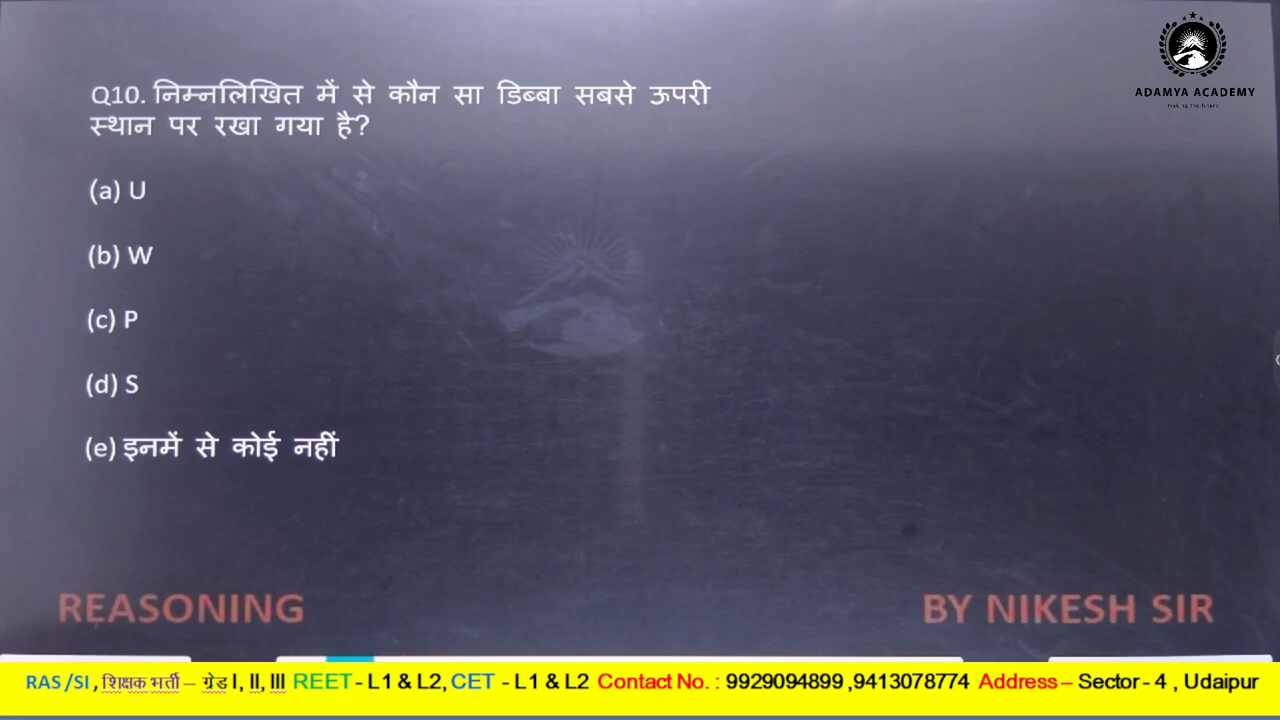 ADAMYA ACADEMY
Q10. निम्नलिखित में से कौन सा डिब्बा सबसे ऊपरी
स्थान पर रखा गया है?
(a) U
(b) W
(c) P
(d) S
(e) इनमें से कोई नहीं
REASONING
BY NIKESH SIR
RAS /SI , शिक्षक भर्ती – ग्रेड I, II, III REET - L1 & L2, CET - L1 & L2 Contact No. : 9929094899 ,9413078774 Address – Sector - 4 , Udaipur